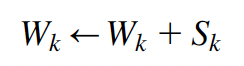 Wₖ ← Wₖ + Sₖ